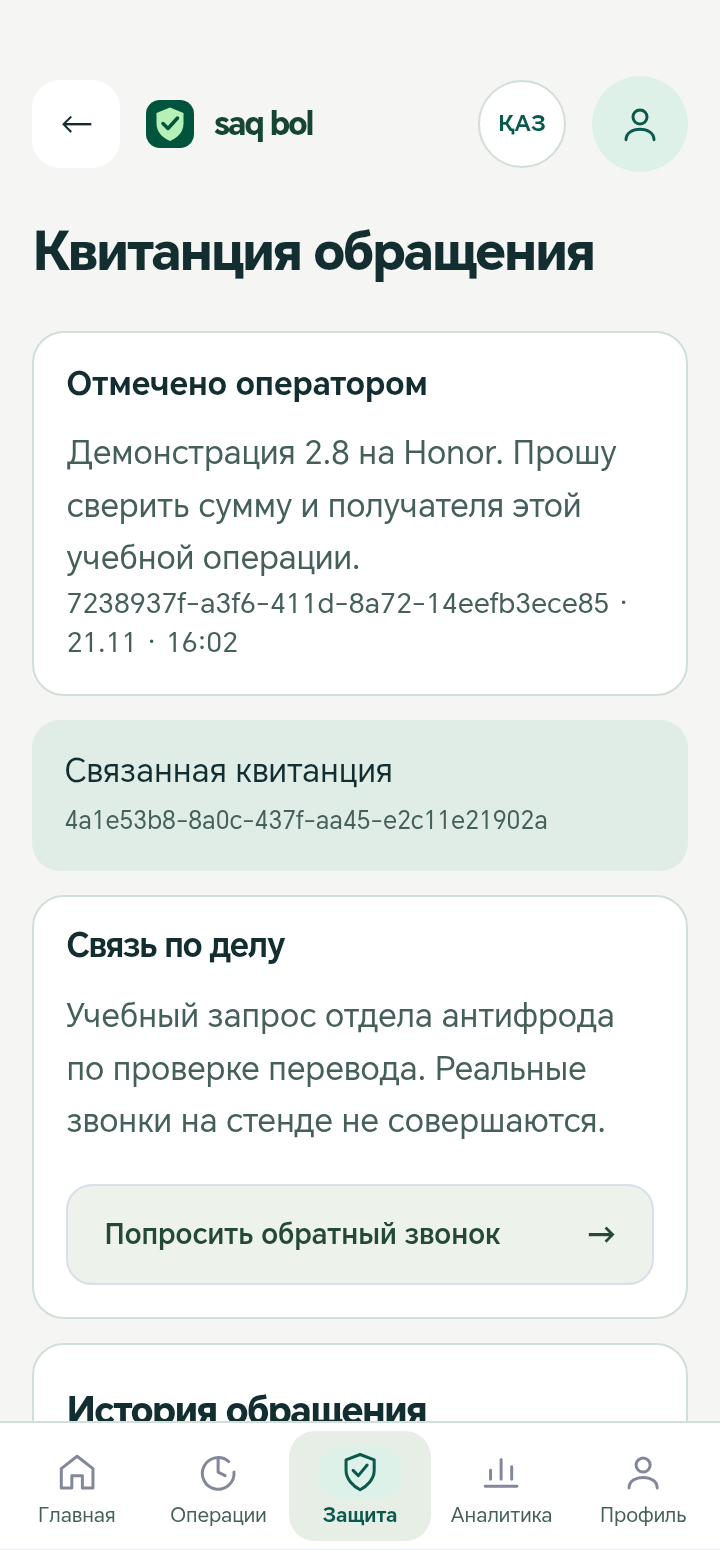 saq bol
ҚАЗ
Квитанция обращения
Отмечено оператором
Демонстрация 2.8 на Honor. Прошу
сверить сумму и получателя этой
учебной операции.
7238937f-a3f6-411d-8a72-14eefb3ece85 ·
21.11 · 16:02
Связанная квитанция
4a1e53b8-8a0c-437f-aa45-e2c11e21902a
Связь по делу
Учебный запрос отдела антифрода
по проверке перевода. Реальные
звонки на стенде не совершаются.
Попросить обратный звонок
История обращения
Главная
Операции
Защита
Аналитика
Профиль